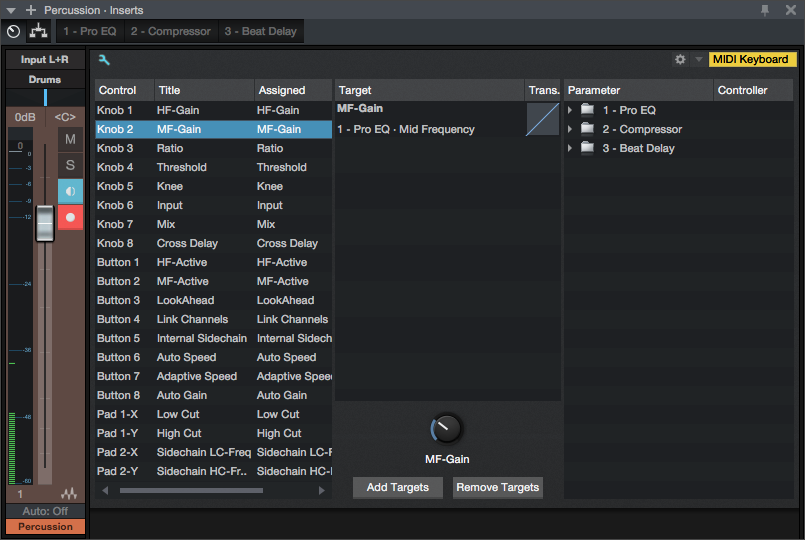 Percussion · Inserts
1 - Pro EQ 2 - Compressor 3 - Beat Delay
Input L+R
Drums
0dB <C>
M
S
0
0
-3
-6
-9
-12
-24
-36
-48
-60
1
Auto: Off
Percussion
MIDI Keyboard
Control Title Assigned
Knob 1 HF-Gain HF-Gain
Knob 2 MF-Gain MF-Gain
Knob 3 Ratio Ratio
Knob 4 Threshold Threshold
Knob 5 Knee Knee
Knob 6 Input Input
Knob 7 Mix Mix
Knob 8 Cross Delay Cross Delay
Button 1 HF-Active HF-Active
Button 2 MF-Active MF-Active
Button 3 LookAhead LookAhead
Button 4 Link Channels Link Channels
Button 5 Internal Sidechain Internal Sidech
Button 6 Auto Speed Auto Speed
Button 7 Adaptive Speed Adaptive Speed
Button 8 Auto Gain Auto Gain
Pad 1-X Low Cut Low Cut
Pad 1-Y High Cut High Cut
Pad 2-X Sidechain LC-Freq Sidechain LC-F
Pad 2-Y Sidechain HC-Fr.. Sidechain HC-
Target Trans.
MF-Gain
1 - Pro EQ · Mid Frequency
MF-Gain
Add Targets Remove Targets
Parameter Controller
1 - Pro EQ
2 - Compressor
3 - Beat Delay